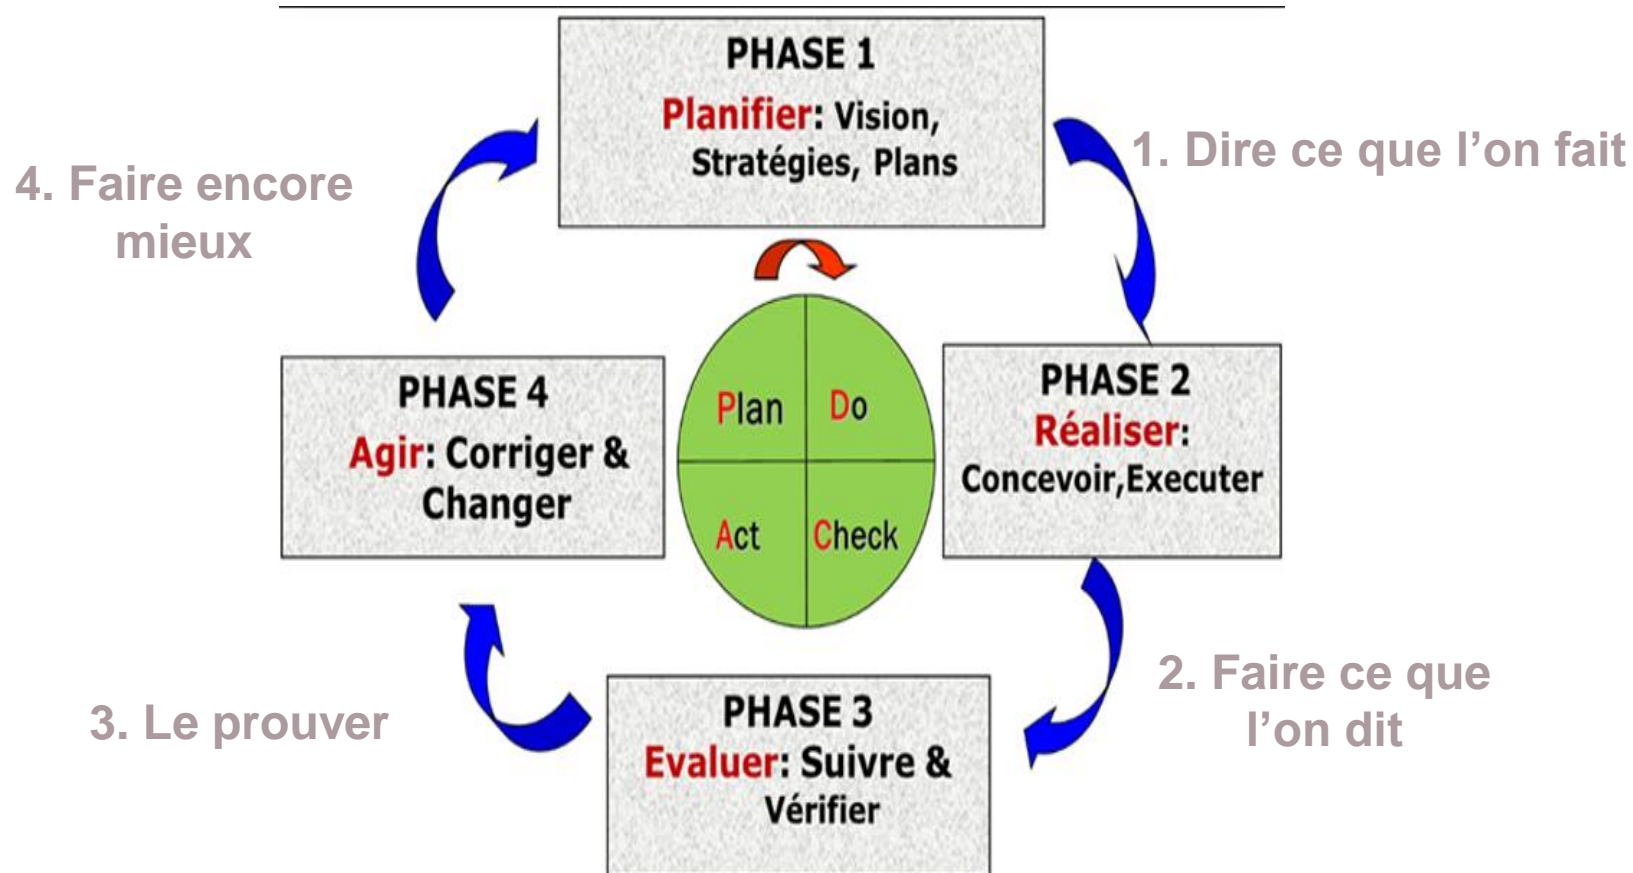 PHASE 1
Planifier: Vision,
Stratégies, Plans
1. Dire ce que l’on fait
4. Faire encore
mieux
PHASE 4
Agir: Corriger &
Changer
Plan
Do
Act
Check
PHASE 2
Réaliser:
Concevoir,Executer
2. Faire ce que
l’on dit
3. Le prouver
PHASE 3
Evaluer: Suivre &
Vérifier